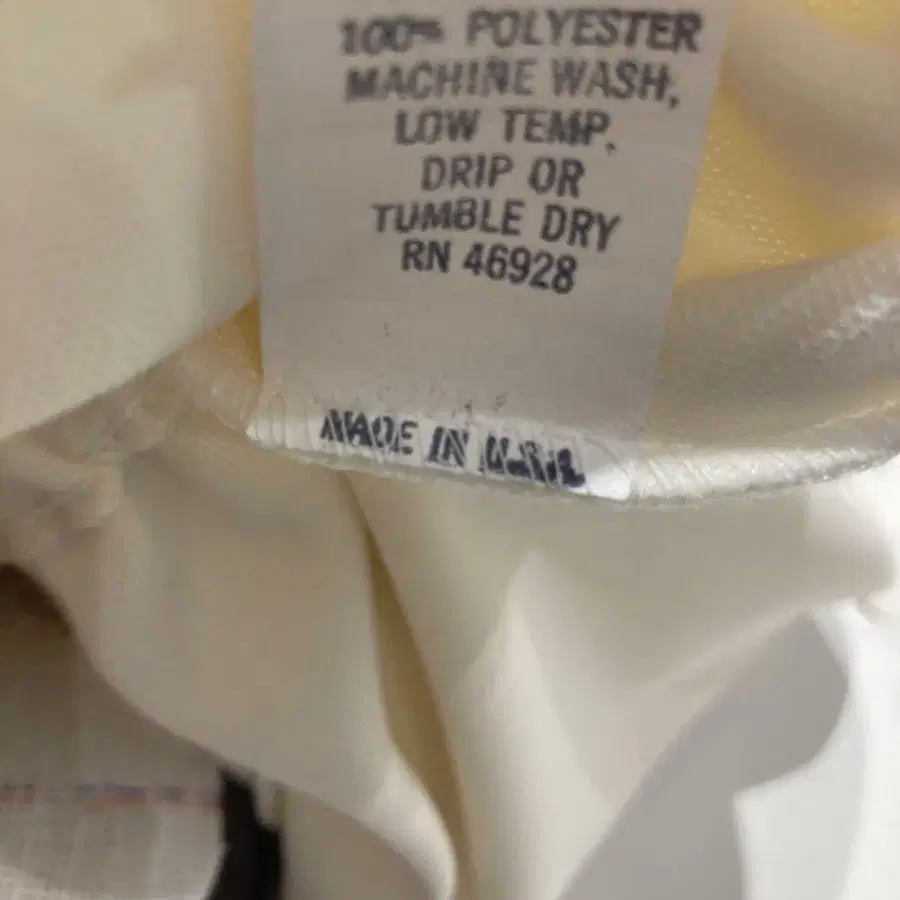 100% POLYESTER
MACHINE WASH,
LOW TEMP.
DRIP OR
TUMBLE DRY
RN 46928
MADE IN